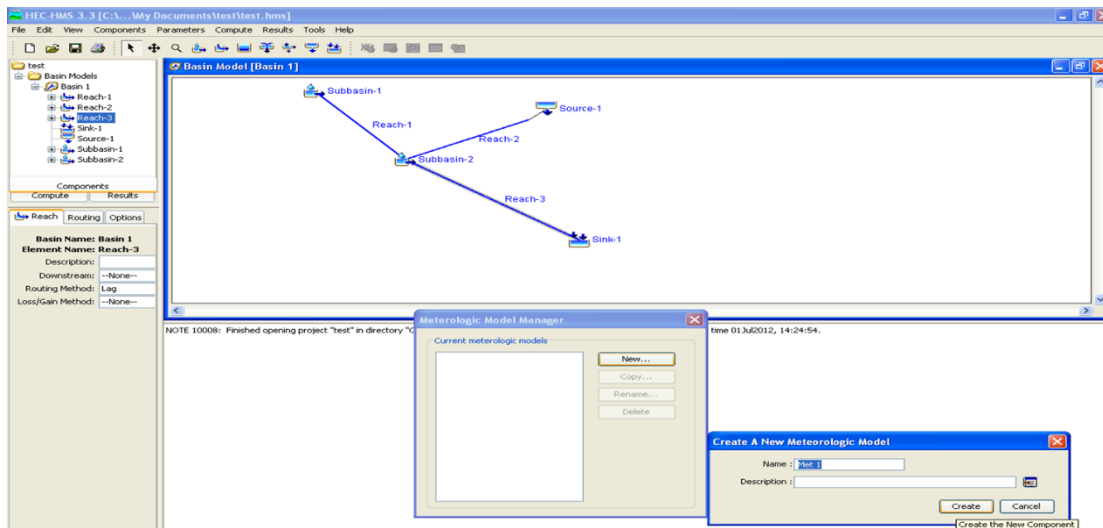 HEC-HMS 3.3 [C:\...\My Documents\test\test.hms]
File Edit View Components Parameters Compute Results Tools Help
test
Basin Models
Basin 1
Reach-1
Reach-2
Reach-3
Sink-1
Source-1
Subbasin-1
Subbasin-2
Components
Compute Results
Reach Routing Options
Basin Name: Basin 1
Element Name: Reach-3
Description:
Downstream: --None--
Routing Method: Lag
Loss/Gain Method: --None--
Basin Model [Basin 1]
Subbasin-1
Source-1
Reach-1
Reach-2
Subbasin-2
Reach-3
Sink-1
NOTE 10008: Finished opening project "test" in directory "C time 01Jul2012, 14:24:54.
Meterologic Model Manager
Current meterologic models
New...
Copy...
Rename...
Delete
Create A New Meteorologic Model
Name : Met 1
Description :
Create Cancel
Create the New Component